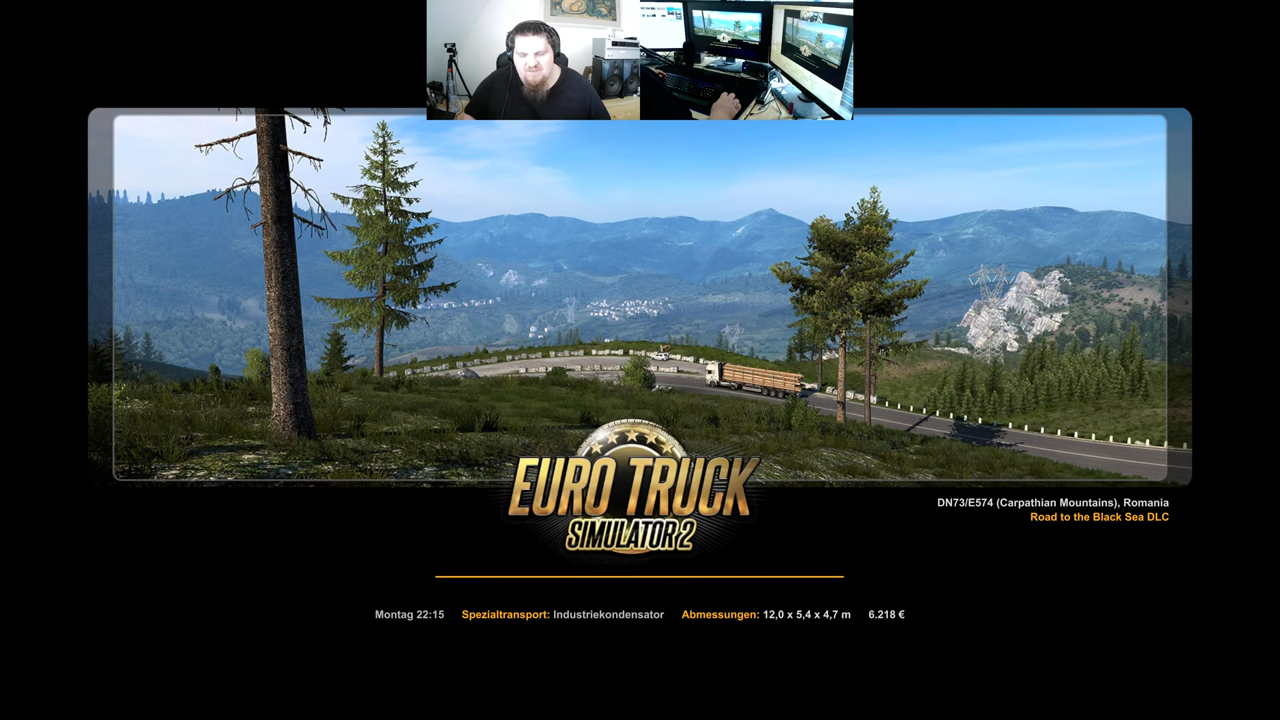 EURO TRUCK
SIMULATOR 2
DN73/E574 (Carpathian Mountains), Romania
Road to the Black Sea DLC
Montag 22:15 Spezialtransport: Industriekondensator Abmessungen: 12,0 x 5,4 x 4,7 m 6.218 €